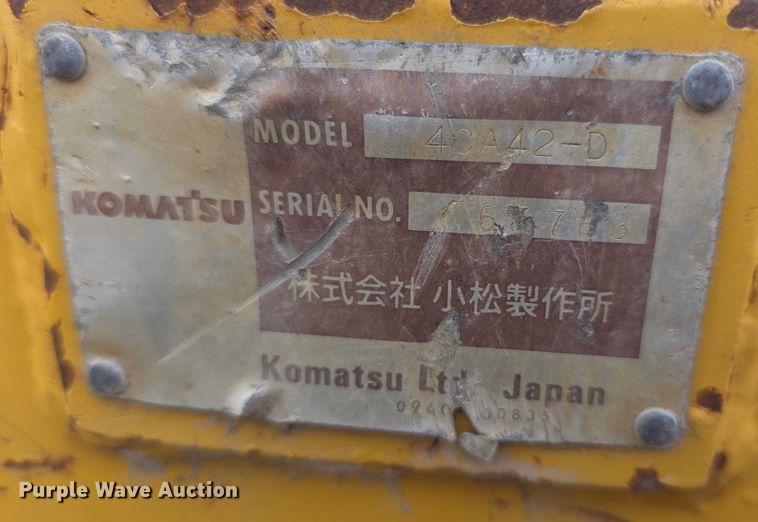 MODEL 4CA42-D
KOMATSU
SERIAL NO.
株式会社 小松製作所
Komatsu Ltd. Japan
Purple Wave Auction